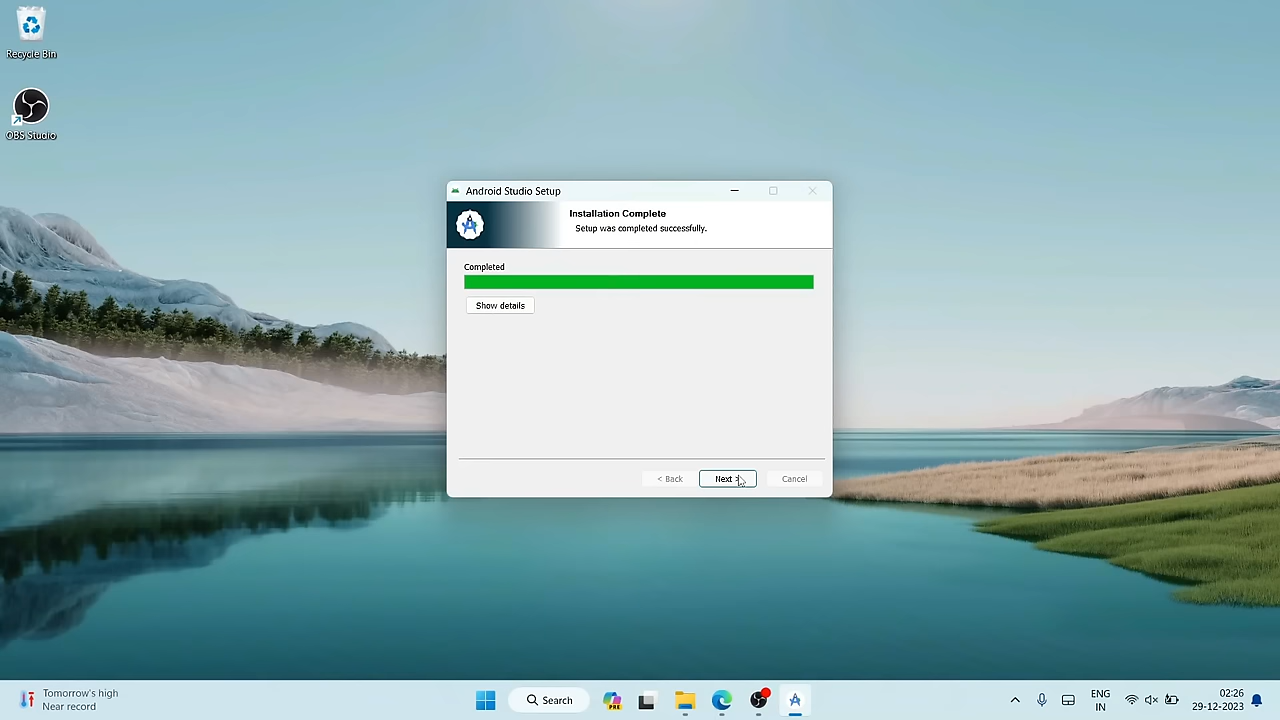 Recycle Bin
OBS Studio
Android Studio Setup
Installation Complete
Setup was completed successfully.
Completed
Show details
< Back
Next >
Cancel
Tomorrow's high
Near record
Search
PRE
ENG
IN
02:26
29-12-2023